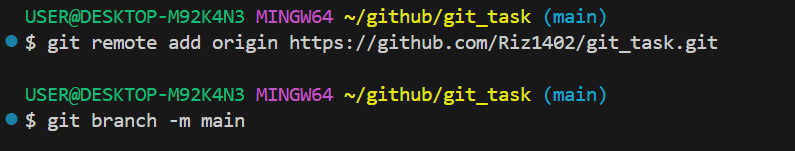 USER@DESKTOP-M92K4N3 MINGW64 ~/github/git_task (main)
$ git remote add origin https://github.com/Riz1402/git_task.git
USER@DESKTOP-M92K4N3 MINGW64 ~/github/git_task (main)
$ git branch -m main